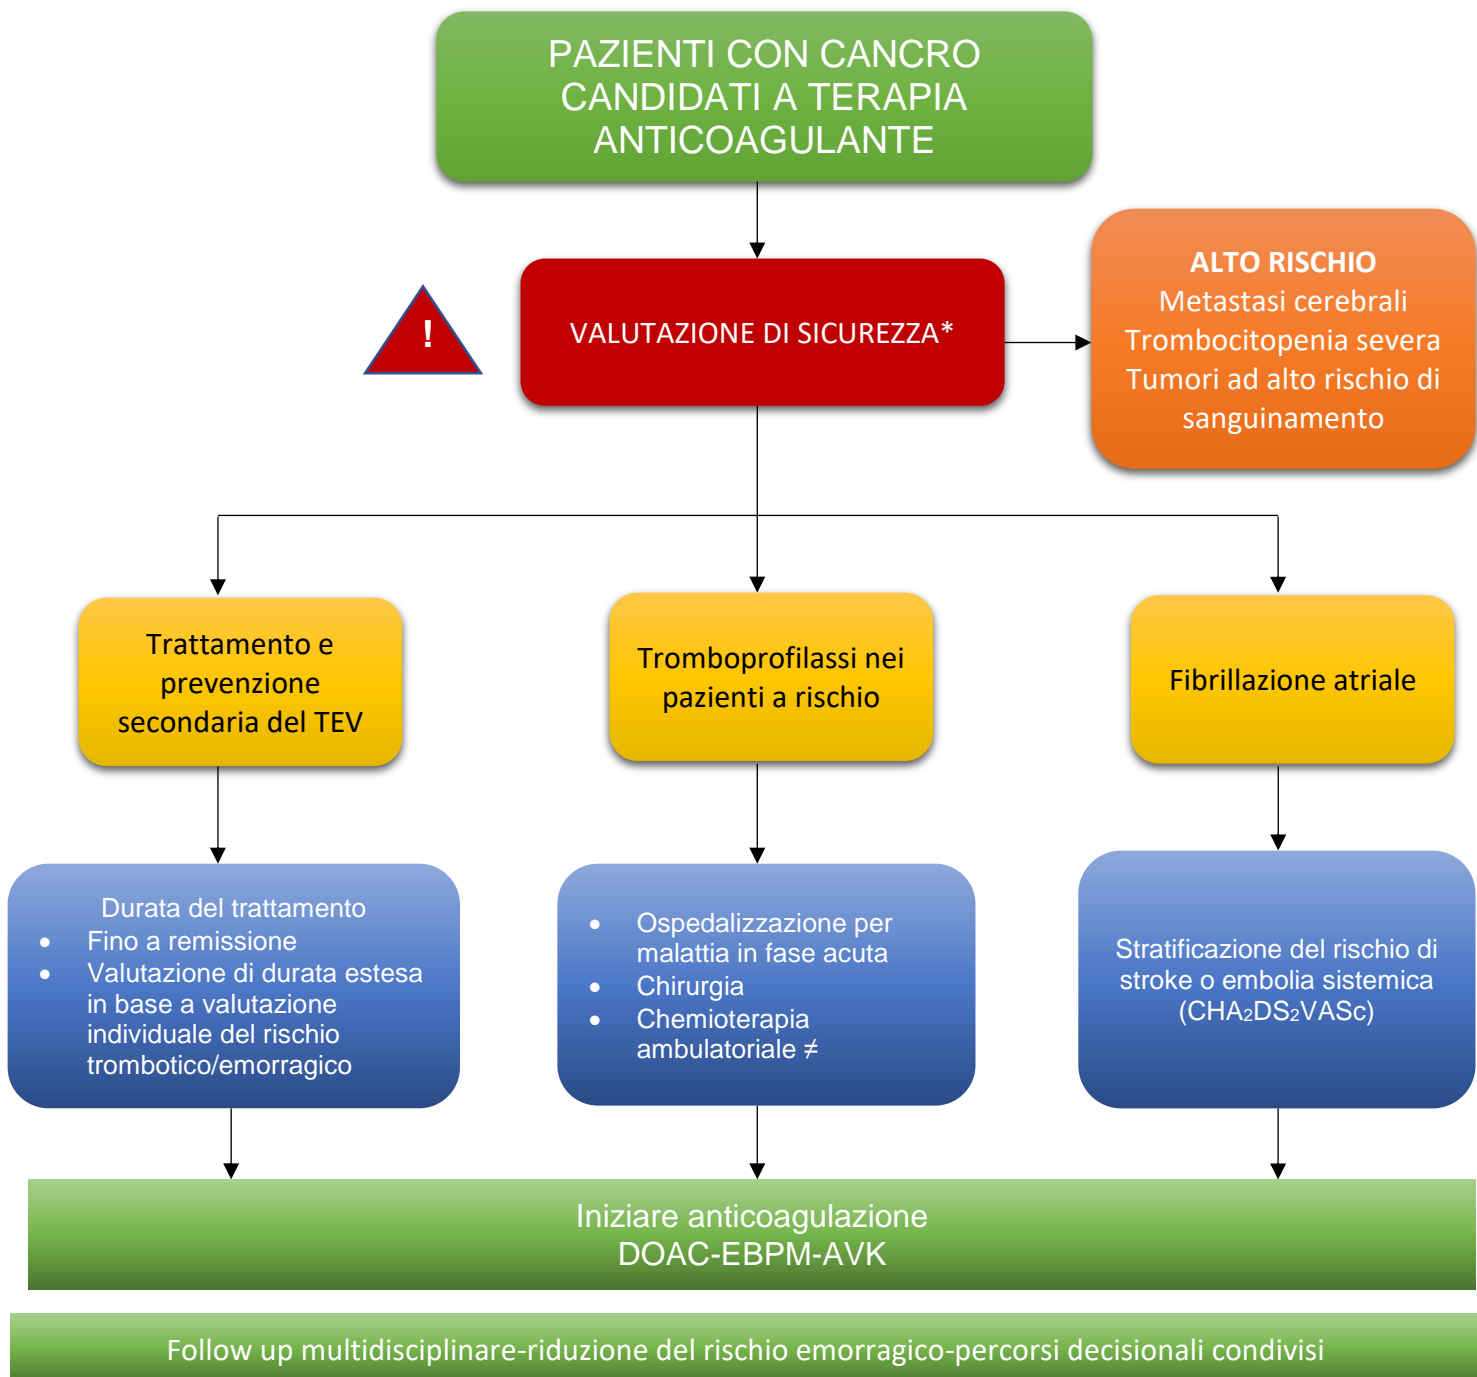 PAZIENTI CON CANCRO
CANDIDATI A TERAPIA
ANTICOAGULANTE
!
VALUTAZIONE DI SICUREZZA*
ALTO RISCHIO
Metastasi cerebrali
Trombocitopenia severa
Tumori ad alto rischio di
sanguinamento
Trattamento e
prevenzione
secondaria del TEV
Tromboprofilassi nei
pazienti a rischio
Fibrillazione atriale
Durata del trattamento
• Fino a remissione
• Valutazione di durata estesa
in base a valutazione
individuale del rischio
trombotico/emorragico
• Ospedalizzazione per
malattia in fase acuta
• Chirurgia
• Chemioterapia
ambulatoriale ≠
Stratificazione del rischio di
stroke o embolia sistemica
(CHA₂DS₂VASc)
Iniziare anticoagulazione
DOAC-EBPM-AVK
Follow up multidisciplinare-riduzione del rischio emorragico-percorsi decisionali condivisi